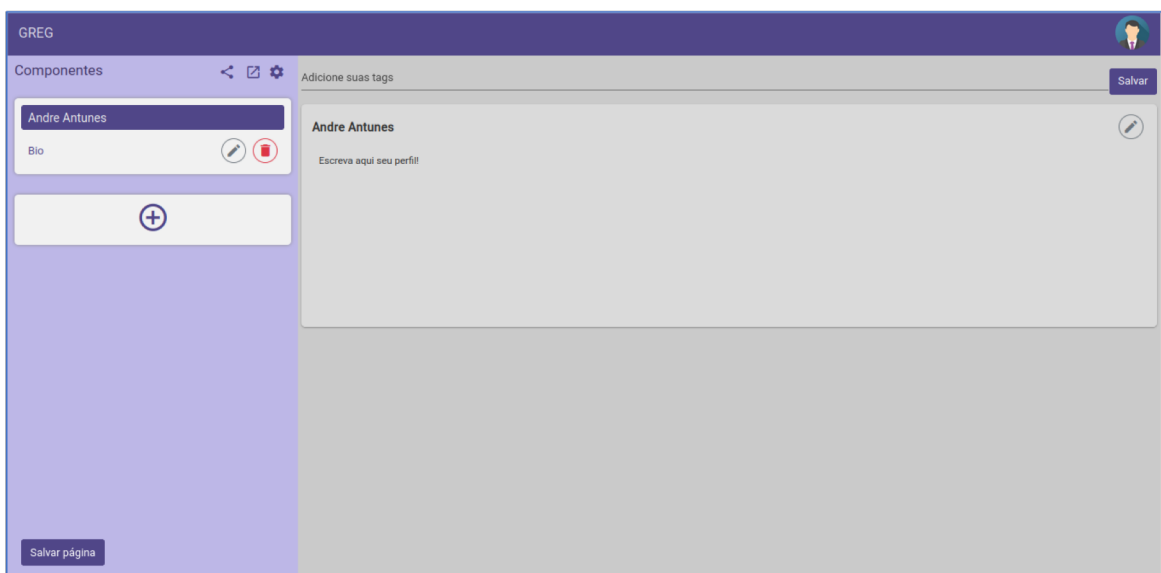 GREG
Componentes
Andre Antunes
Bio
Salvar página
Adicione suas tags
Salvar
Andre Antunes
Escreva aqui seu perfil!